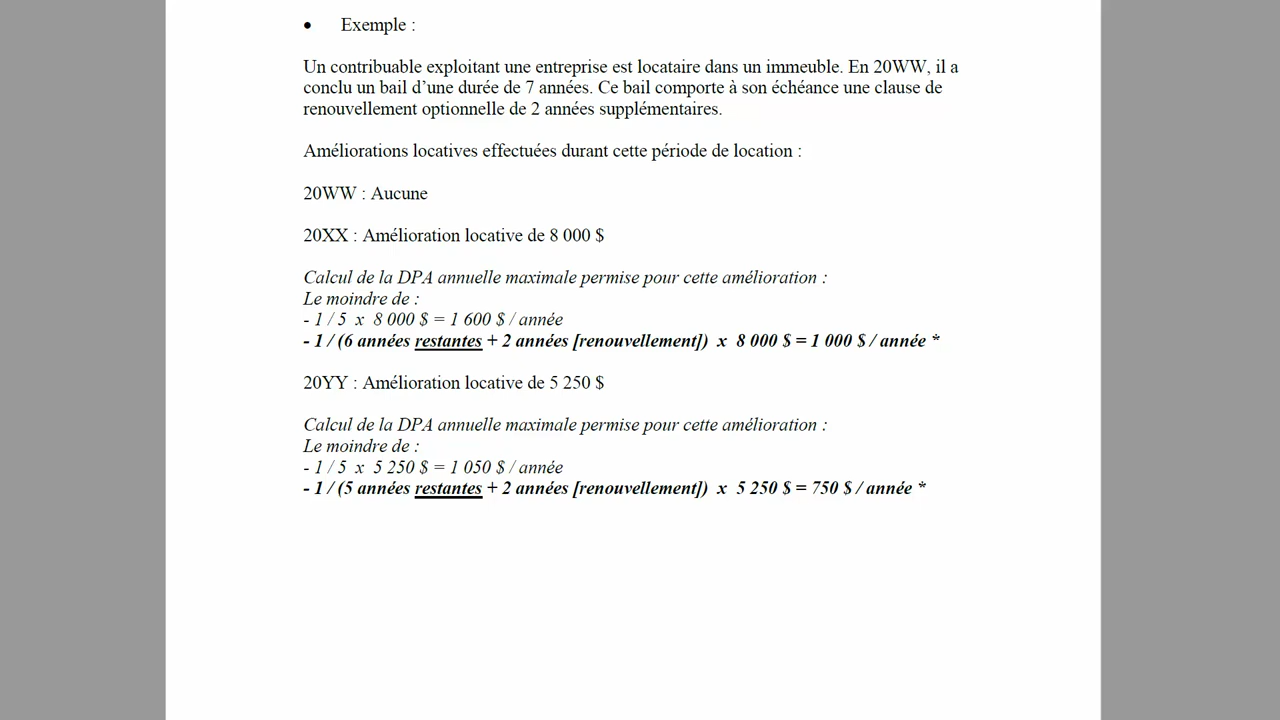 • Exemple :
Un contribuable exploitant une entreprise est locataire dans un immeuble. En 20WW, il a
conclu un bail d’une durée de 7 années. Ce bail comporte à son échéance une clause de
renouvellement optionnelle de 2 années supplémentaires.
Améliorations locatives effectuées durant cette période de location :
20WW : Aucune
20XX : Amélioration locative de 8 000 $
Calcul de la DPA annuelle maximale permise pour cette amélioration :
Le moindre de :
- 1 / 5 x 8 000 $ = 1 600 $ / année
- 1 / (6 années restantes + 2 années [renouvellement]) x 8 000 $ = 1 000 $ / année *
20YY : Amélioration locative de 5 250 $
Calcul de la DPA annuelle maximale permise pour cette amélioration :
Le moindre de :
- 1 / 5 x 5 250 $ = 1 050 $ / année
- 1 / (5 années restantes + 2 années [renouvellement]) x 5 250 $ = 750 $ / année *